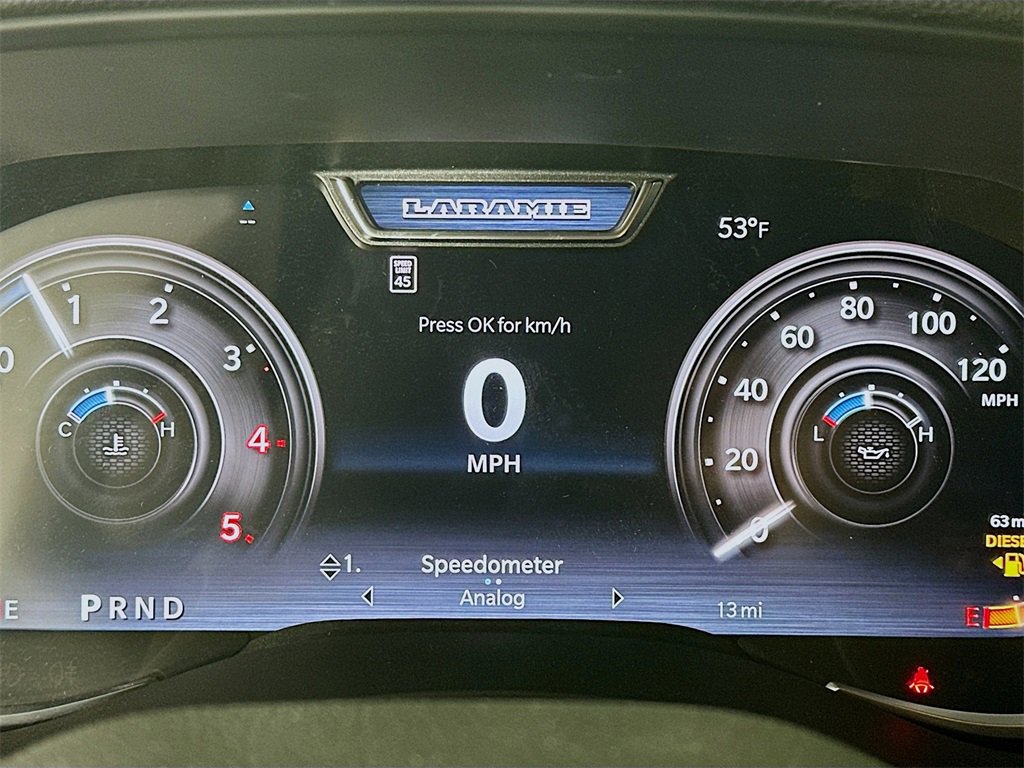 LARAMIE
53°F
SPEED
LIMIT
45
Press OK for km/h
0
MPH
0 1 2 3 4 5
C H
0 20 40 60 80 100 120
MPH
L H
63 m
DIESE
1. Speedometer
Analog
E
PRND
13 mi
E